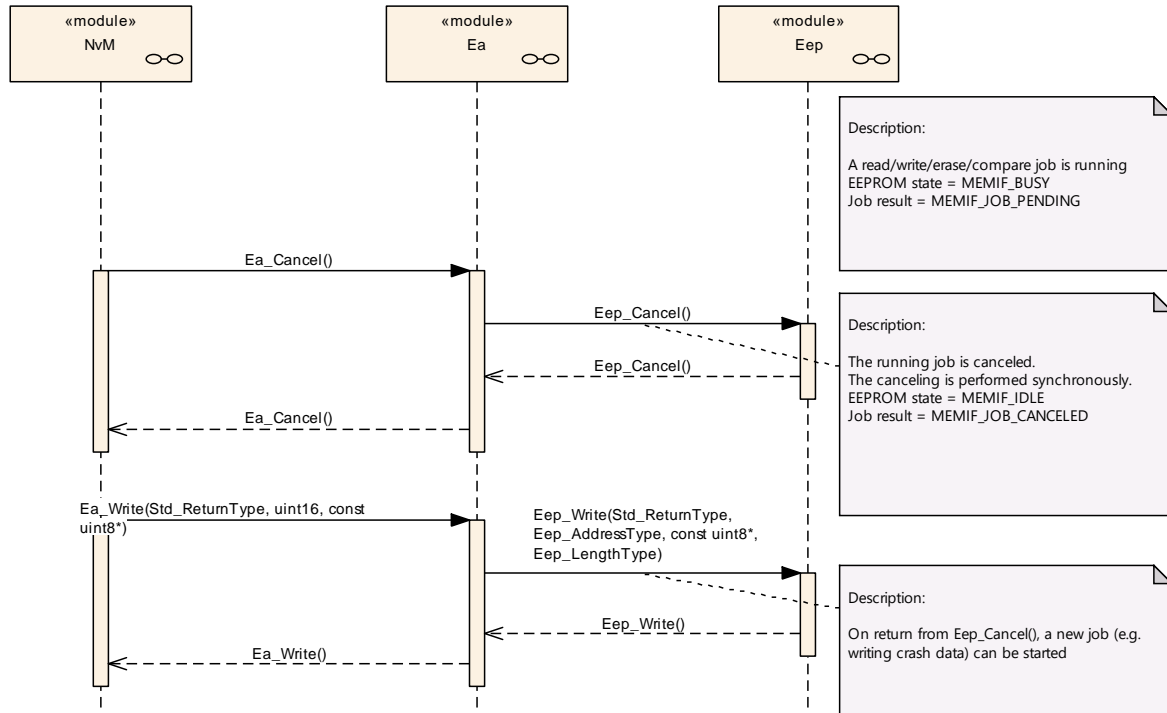 «module»
NvM
«module»
Ea
«module»
Eep
Description:
A read/write/erase/compare job is running
EEPROM state = MEMIF_BUSY
Job result = MEMIF_JOB_PENDING
Ea_Cancel()
Eep_Cancel()
Description:
The running job is canceled.
The canceling is performed synchronously.
EEPROM state = MEMIF_IDLE
Job result = MEMIF_JOB_CANCELED
Eep_Cancel()
Ea_Cancel()
Ea_Write(Std_ReturnType, uint16, const
uint8*)
Eep_Write(Std_ReturnType,
Eep_AddressType, const uint8*,
Eep_LengthType)
Description:
On return from Eep_Cancel(), a new job (e.g.
writing crash data) can be started
Eep_Write()
Ea_Write()